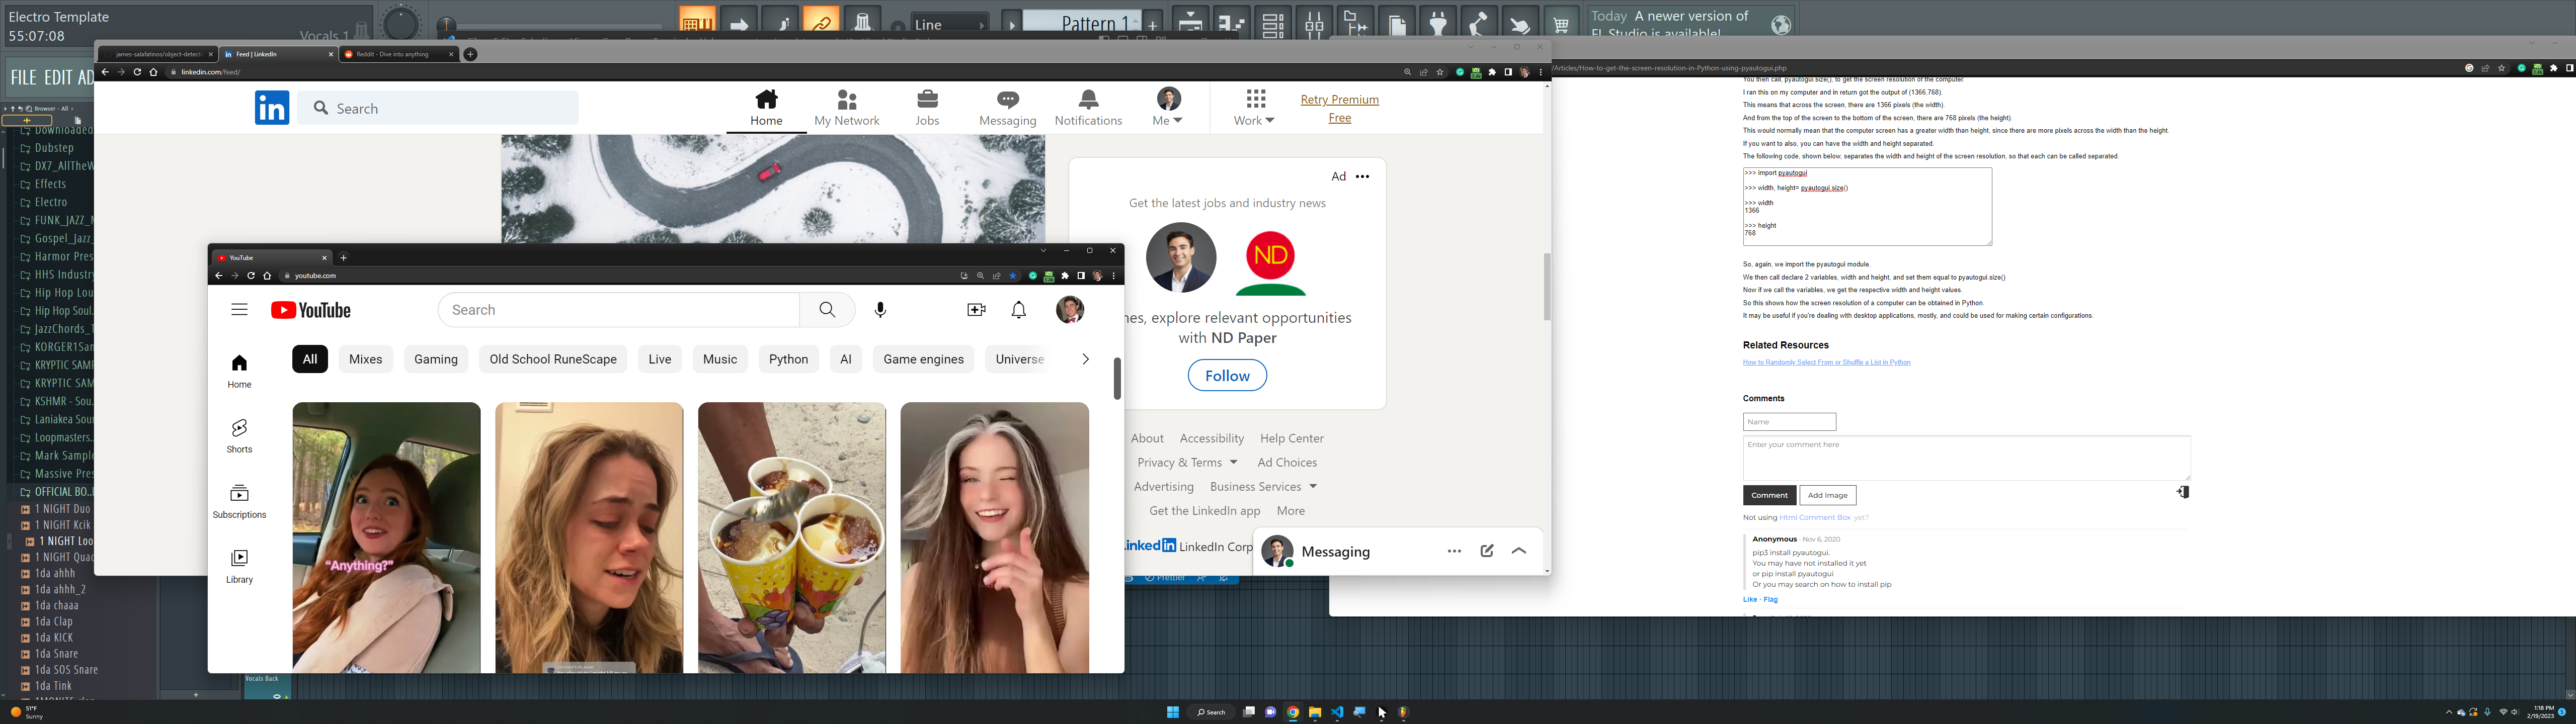 Electro Template
55:07:08
Vocals 1
Line
Pattern 1
Today A newer version of
FL Studio is available!
FILE EDIT AD
Browser - All
Downloaded
Dubstep
DX7_AllTheW
Effects
Electro
FUNK_JAZZ_M
Gospel_Jazz_
Harmor Pres
HHS Industry
Hip Hop Lou
Hip Hop Soul.
JazzChords_1
KORGER1San
KRYPTIC SAMP
KRYPTIC SAM
KSHMR - Sou.
Laniakea Sour
Loopmasters.
Mark Sample
Massive Pres
OFFICIAL BO..
1 NIGHT Duo
1 NIGHT Kcik
1 NIGHT Loo
1 NIGHT Quad
1da ahhh
1da ahhh_2
1da chaaa
1da Clap
1da KICK
1da Snare
1da SOS Snare
1da Tink
Vocals Back
james-salafatinos/object-detect
Feed | LinkedIn
Reddit - Dive into anything
linkedin.com/feed/
in
Search
Home
My Network
Jobs
Messaging
Notifications
Me
Work
Retry Premium
Free
Ad
Get the latest jobs and industry news
ND
nes, explore relevant opportunities
with ND Paper
Follow
About Accessibility Help Center
Privacy & Terms Ad Choices
Advertising Business Services
Get the LinkedIn app More
Linked in LinkedIn Corp
Messaging
Prettier
YouTube
youtube.com
YouTube
Search
All
Mixes
Gaming
Old School RuneScape
Live
Music
Python
AI
Game engines
Universe
Home
Shorts
Subscriptions
Library
"Anything?"
/Articles/How-to-get-the-screen-resolution-in-Python-using-pyautogui.php
You then call, pyautogui.size(), to get the screen resolution of the computer.
I ran this on my computer and in return got the output of (1366,768).
This means that across the screen, there are 1366 pixels (the width).
And from the top of the screen to the bottom of the screen, there are 768 pixels (the height).
This would normally mean that the computer screen has a greater width than height, since there are more pixels across the width than the height.
If you want to also, you can have the width and height separated.
The following code, shown below, separates the width and height of the screen resolution, so that each can be called separated.
>>> import pyautogui
>>> width, height= pyautogui.size()
>>> width
1366
>>> height
768
So, again, we import the pyautogui module.
We then call declare 2 variables, width and height, and set them equal to pyautogui.size()
Now if we call the variables, we get the respective width and height values.
So this shows how the screen resolution of a computer can be obtained in Python.
It may be useful if you're dealing with desktop applications, mostly, and could be used for making certain configurations.
Related Resources
How to Randomly Select From or Shuffle a List in Python
Comments
Name
Enter your comment here
Comment
Add Image
Not using Html Comment Box yet?
Anonymous · Nov 6, 2020
pip3 install pyautogui.
You may have not installed it yet
or pip install pyautogui
Or you may search on how to install pip
Like · Flag
51°F
Sunny
Search
1:18 PM
2/19/2023